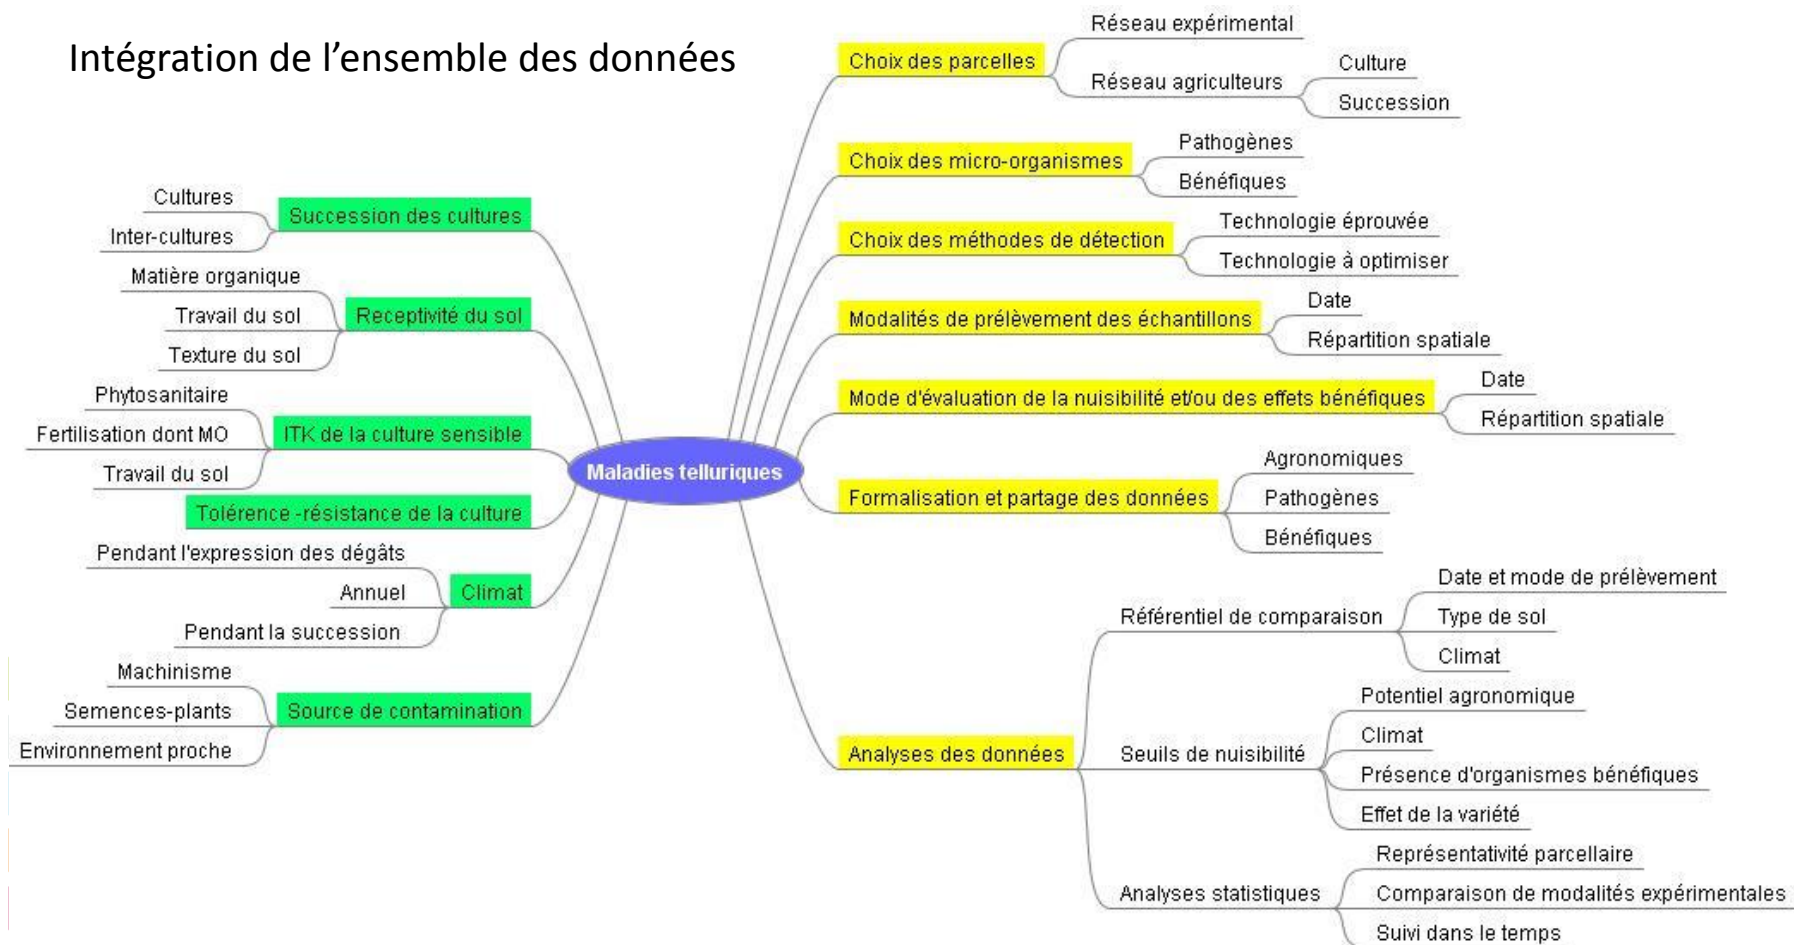 Intégration de l'ensemble des données
Maladies telluriques
Succession des cultures
Cultures
Inter-cultures
Receptivité du sol
Matière organique
Travail du sol
Texture du sol
ITK de la culture sensible
Phytosanitaire
Fertilisation dont MO
Travail du sol
Tolérence -résistance de la culture
Climat
Pendant l'expression des dégâts
Annuel
Pendant la succession
Source de contamination
Machinisme
Semences-plants
Environnement proche
Choix des parcelles
Réseau expérimental
Réseau agriculteurs
Culture
Succession
Choix des micro-organismes
Pathogènes
Bénéfiques
Choix des méthodes de détection
Technologie éprouvée
Technologie à optimiser
Modalités de prélèvement des échantillons
Date
Répartition spatiale
Mode d'évaluation de la nuisibilité et/ou des effets bénéfiques
Date
Répartition spatiale
Formalisation et partage des données
Agronomiques
Pathogènes
Bénéfiques
Analyses des données
Référentiel de comparaison
Date et mode de prélèvement
Type de sol
Climat
Seuils de nuisibilité
Potentiel agronomique
Climat
Présence d'organismes bénéfiques
Effet de la variété
Analyses statistiques
Représentativité parcellaire
Comparaison de modalités expérimentales
Suivi dans le temps